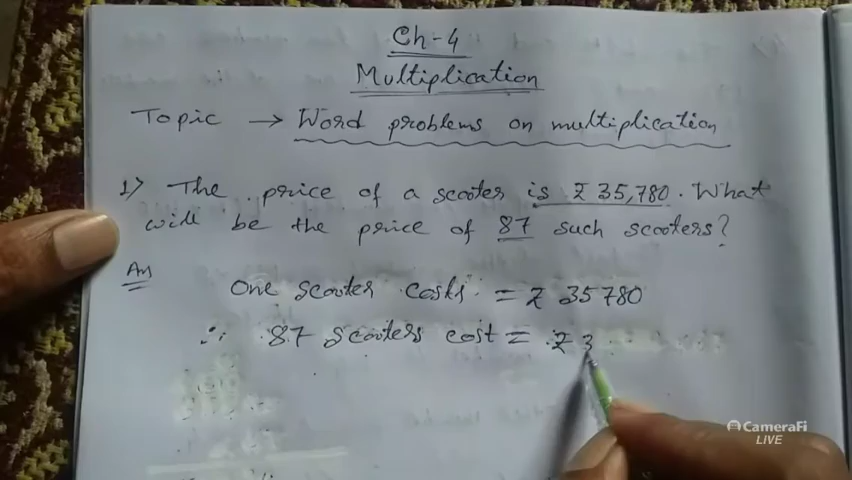 Ch-4
Multiplication
Topic → Word problems on multiplication
1> The price of a scooter is ₹35,780. What
will be the price of 87 such scooters?
Ans
One scooter costs = ₹ 35780
∴ 87 scooters cost = ₹ 3
CameraFi
LIVE